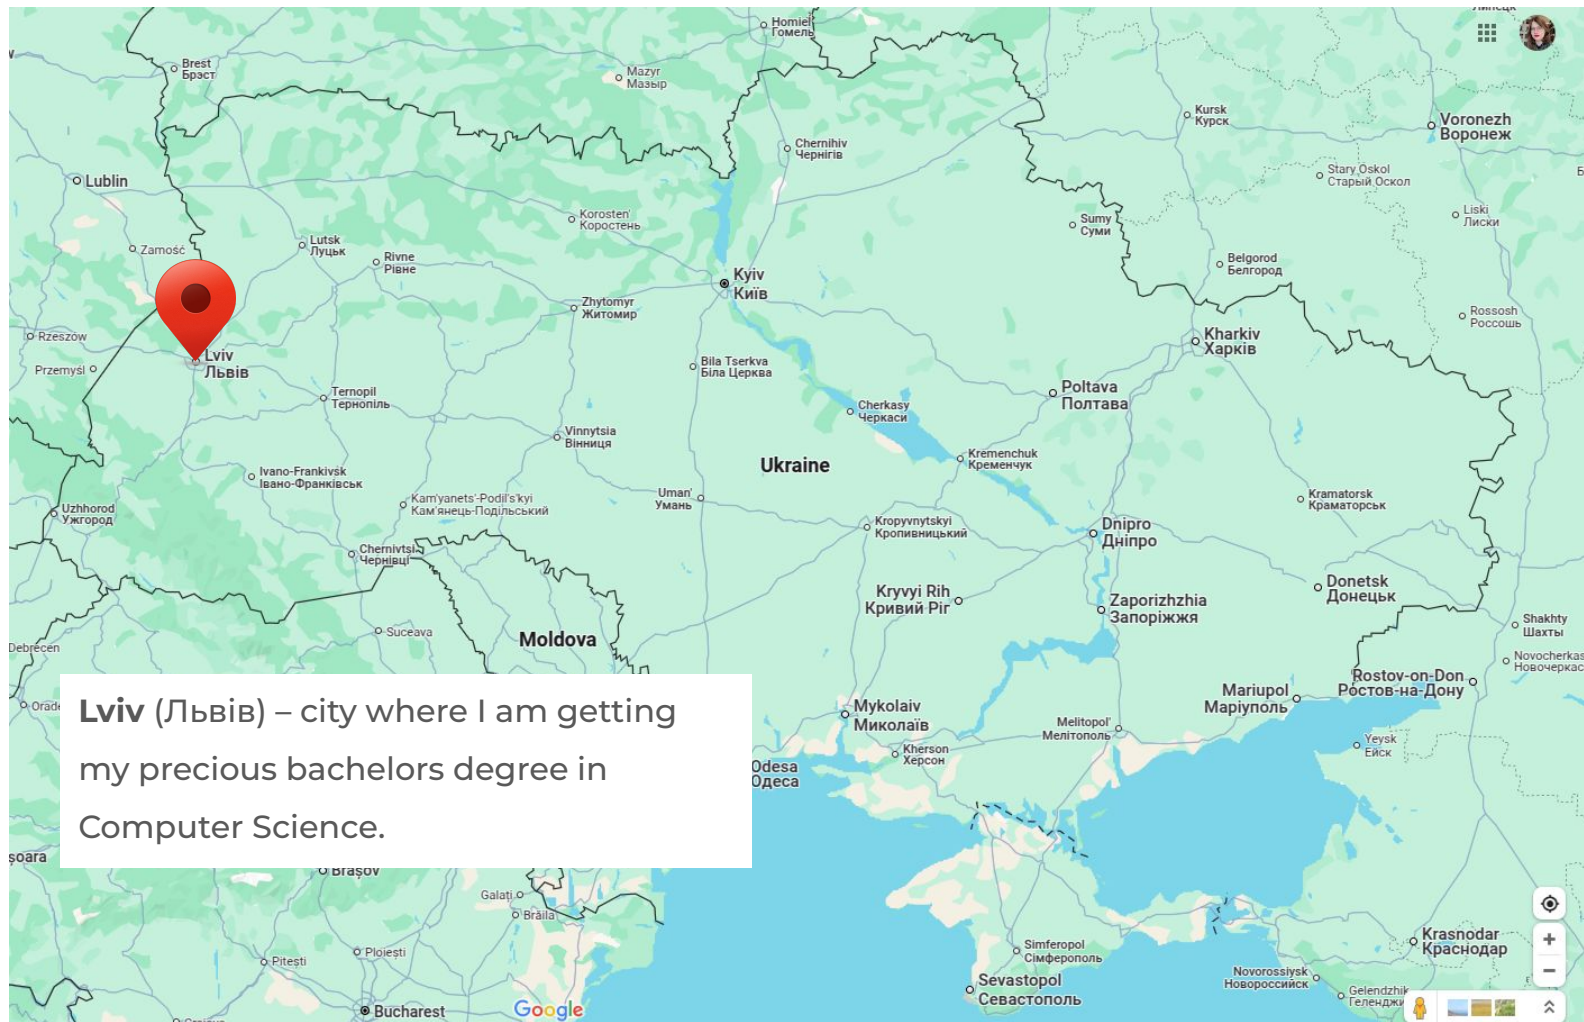 Липецк
Homiel'
Гомель
Brest
Брэст
Mazyr
Мазыр
Kursk
Курск
Voronezh
Воронеж
Chernihiv
Чернігів
Stary Oskol
Старый Оскол
Lublin
Korosten'
Коростень
Sumy
Суми
Liski
Лиски
Zamość
Lutsk
Луцьк
Rivne
Рівне
Belgorod
Белгород
Kyiv
Київ
Zhytomyr
Житомир
Rossosh
Россошь
Rzeszów
Kharkiv
Харків
Lviv
Львів
Przemyśl
Bila Tserkva
Біла Церква
Ternopil
Тернопіль
Poltava
Полтава
Cherkasy
Черкаси
Vinnytsia
Вінниця
Kremenchuk
Кременчук
Ukraine
Ivano-Frankivsk
Івано-Франківськ
Kam'yanets'-Podil's'kyi
Кам'янець-Подільський
Uman'
Умань
Kramatorsk
Краматорськ
Uzhhorod
Ужгород
Kropyvnytskyi
Кропивницький
Dnipro
Дніпро
Chernivtsi
Чернівці
Kryvyi Rih
Кривий Ріг
Donetsk
Донецьк
Zaporizhzhia
Запоріжжя
Suceava
Moldova
Shakhty
Шахты
Debrecen
Novocherkas
Новочеркас
Rostov-on-Don
Ростов-на-Дону
Mariupol
Маріуполь
Orade
Mykolaiv
Миколаїв
Melitopol'
Мелітополь
Kherson
Херсон
Yeysk
Ейск
Odesa
Одеса
Lviv (Львів) – city where I am getting
my precious bachelors degree in
Computer Science.
șoara
Brașov
Galați
Brăila
Simferopol
Сімферополь
Krasnodar
Краснодар
Ploiești
Pitești
Sevastopol
Севастополь
Novorossiysk
Новороссийск
Gelendzhik
Геленджи
Bucharest
Google